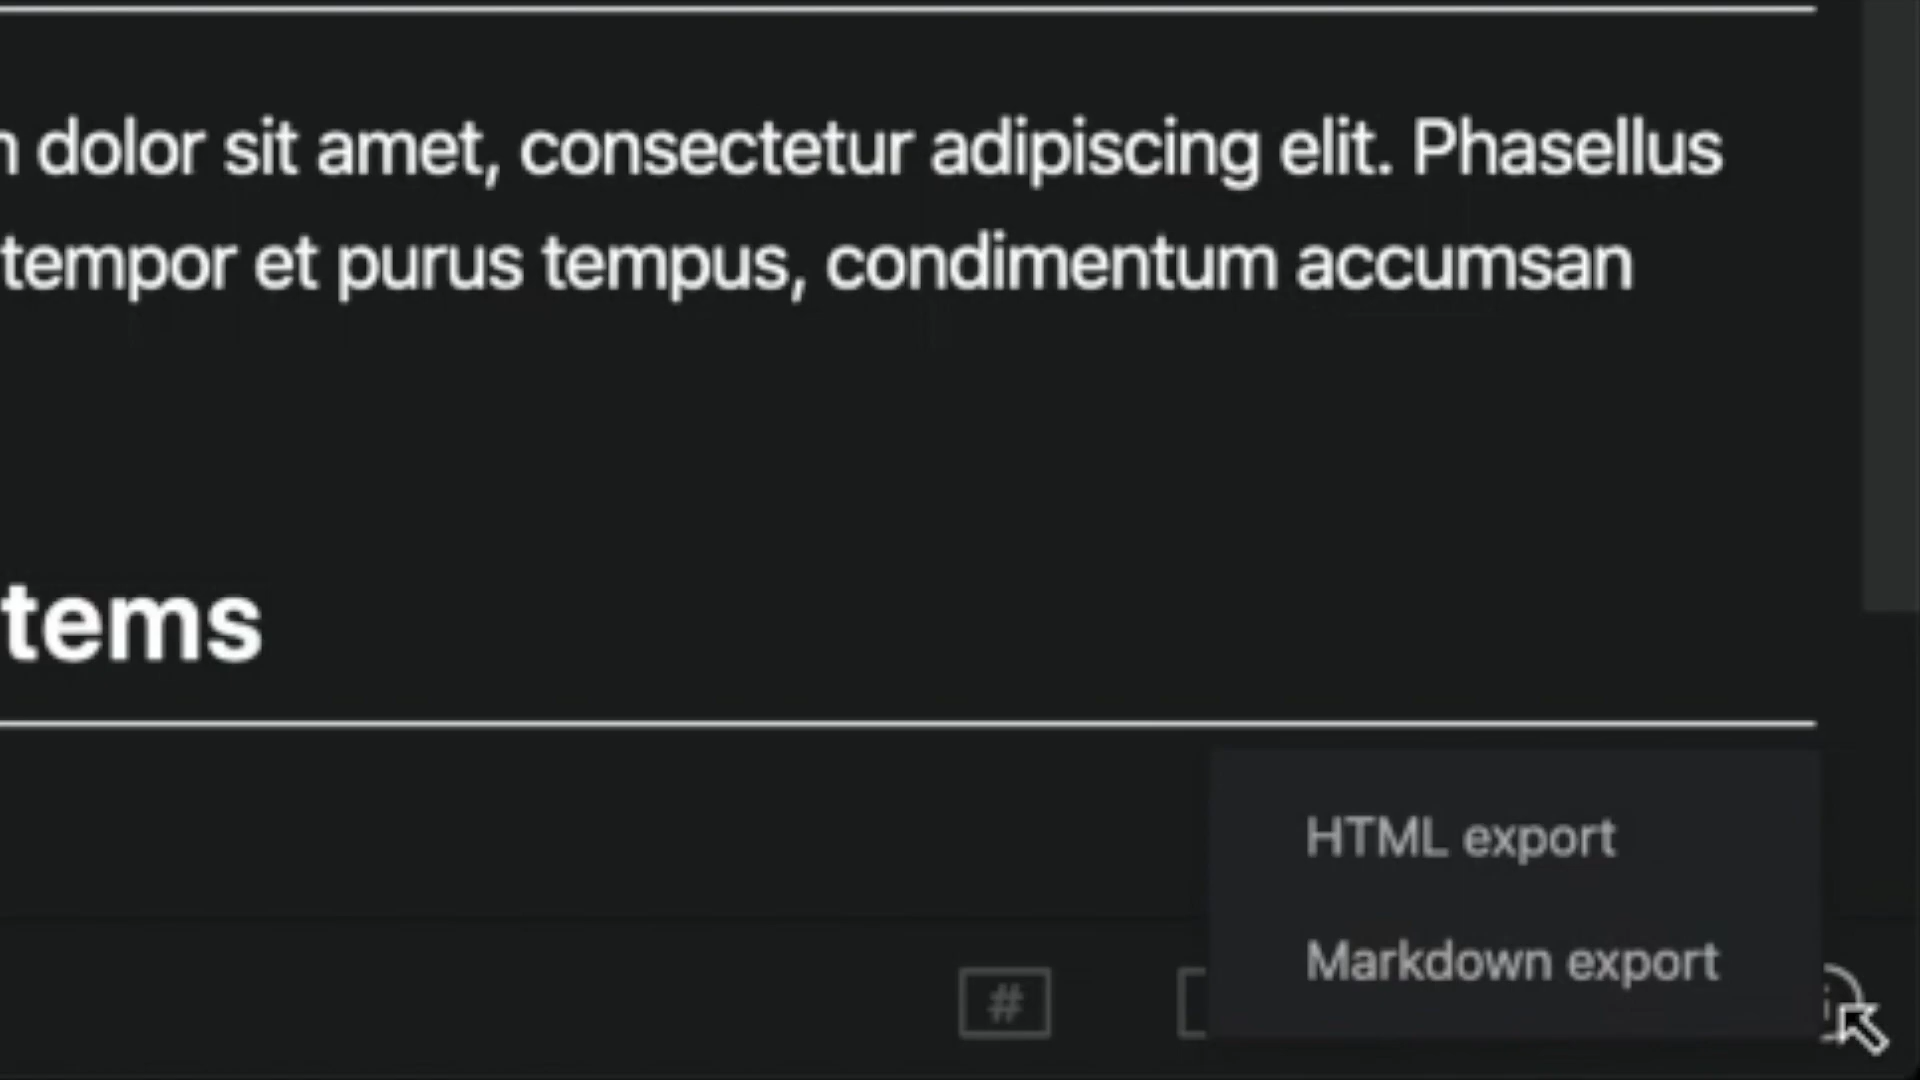 dolor sit amet, consectetur adipiscing elit. Phasellus
tempor et purus tempus, condimentum accumsan
tems
HTML export
Markdown export
#